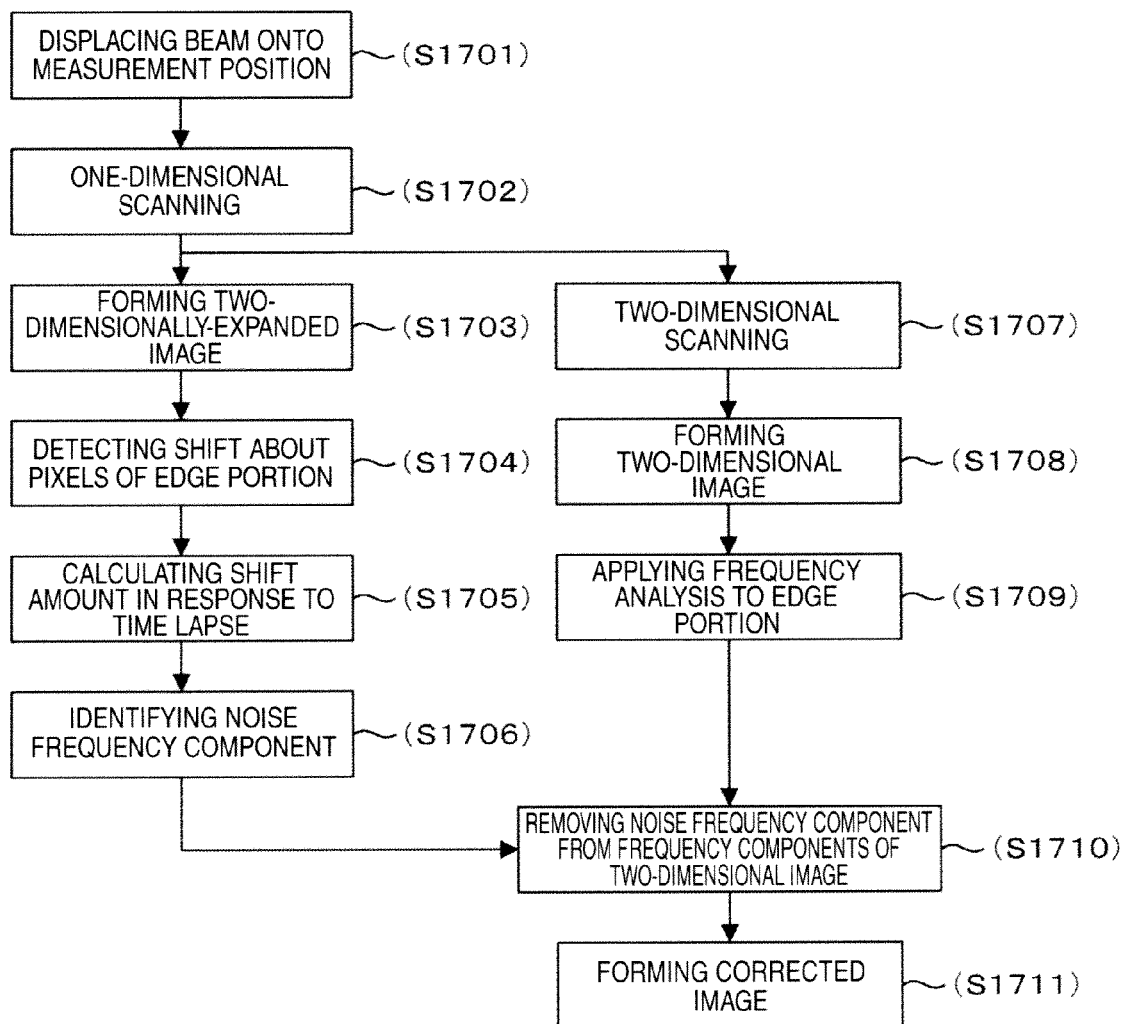 DISPLACING BEAM ONTO
MEASUREMENT POSITION
(S1701)
ONE-DIMENSIONAL
SCANNING
(S1702)
FORMING TWO-
DIMENSIONALLY-EXPANDED
IMAGE
(S1703)
DETECTING SHIFT ABOUT
PIXELS OF EDGE PORTION
(S1704)
CALCULATING SHIFT
AMOUNT IN RESPONSE TO
TIME LAPSE
(S1705)
IDENTIFYING NOISE
FREQUENCY COMPONENT
(S1706)
TWO-DIMENSIONAL
SCANNING
(S1707)
FORMING
TWO-DIMENSIONAL
IMAGE
(S1708)
APPLYING FREQUENCY
ANALYSIS TO EDGE
PORTION
(S1709)
REMOVING NOISE FREQUENCY COMPONENT
FROM FREQUENCY COMPONENTS OF
TWO-DIMENSIONAL IMAGE
(S1710)
FORMING CORRECTED
IMAGE
(S1711)